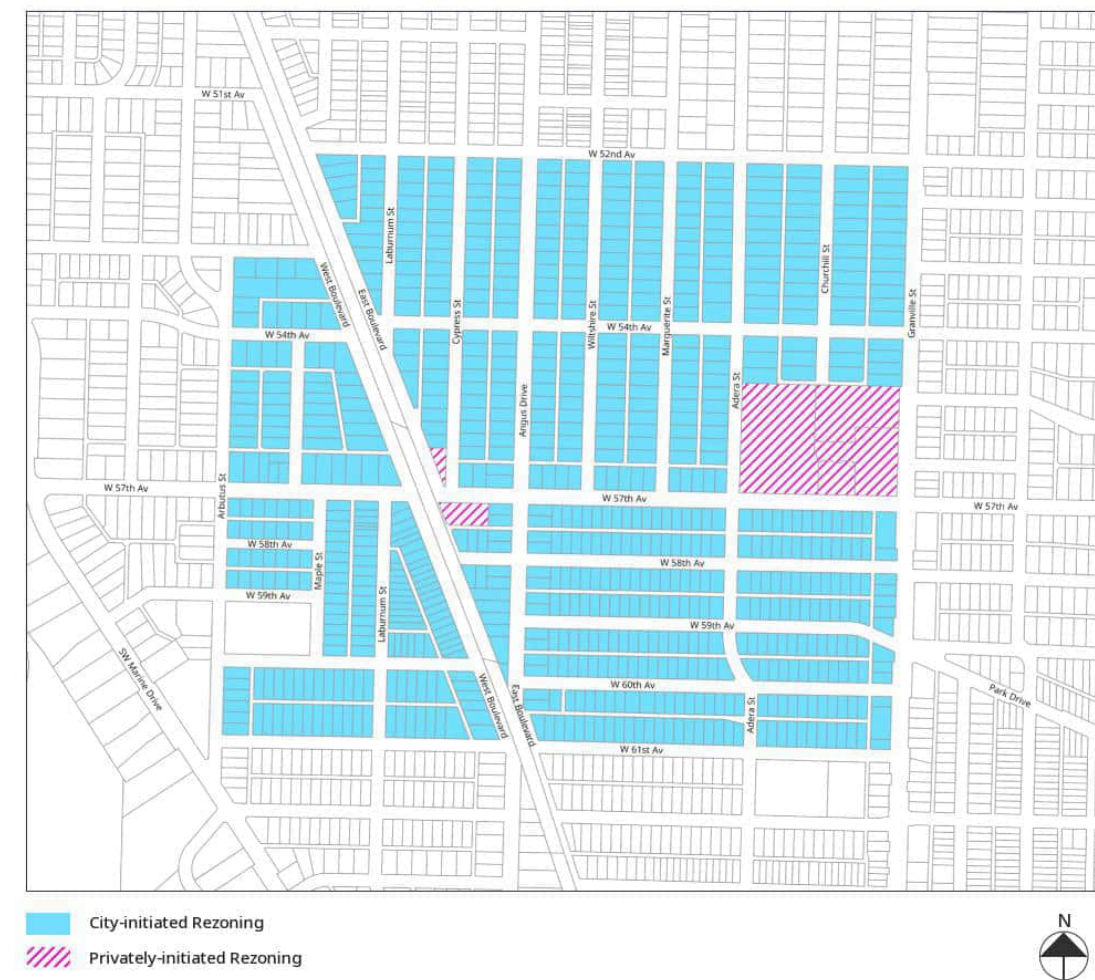 W 51st Av
W 52nd Av
Laburnum St
Churchill St
West Boulevard
East Boulevard
Cypress St
Wiltshire St
Marguerite St
Granville St
W 54th Av
W 54th Av
Angus Drive
Adera St
Arbutus St
W 57th Av
W 57th Av
W 57th Av
W 58th Av
Maple St
W 58th Av
W 59th Av
Laburnum St
W 59th Av
SW Marine Drive
West Boulevard
East Boulevard
W 60th Av
Adera St
Park Drive
W 61st Av
City-initiated Rezoning
Privately-initiated Rezoning
N